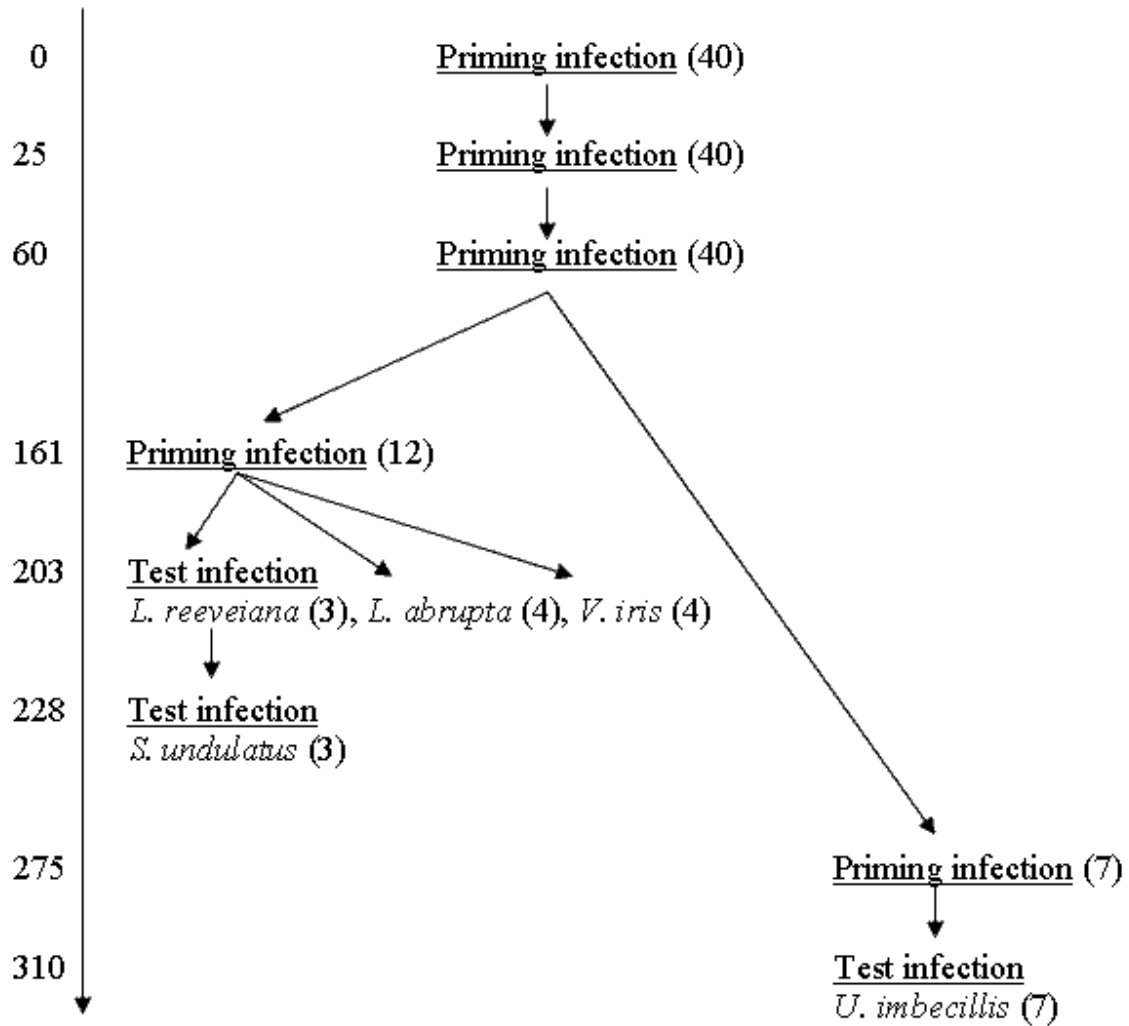 0 Priming infection (40)
25 Priming infection (40)
60 Priming infection (40)
161 Priming infection (12)
203 Test infection
L. reeveiana (3), L. abrupta (4), V. iris (4)
228 Test infection
S. undulatus (3)
275 Priming infection (7)
310 Test infection
U. imbecillis (7)